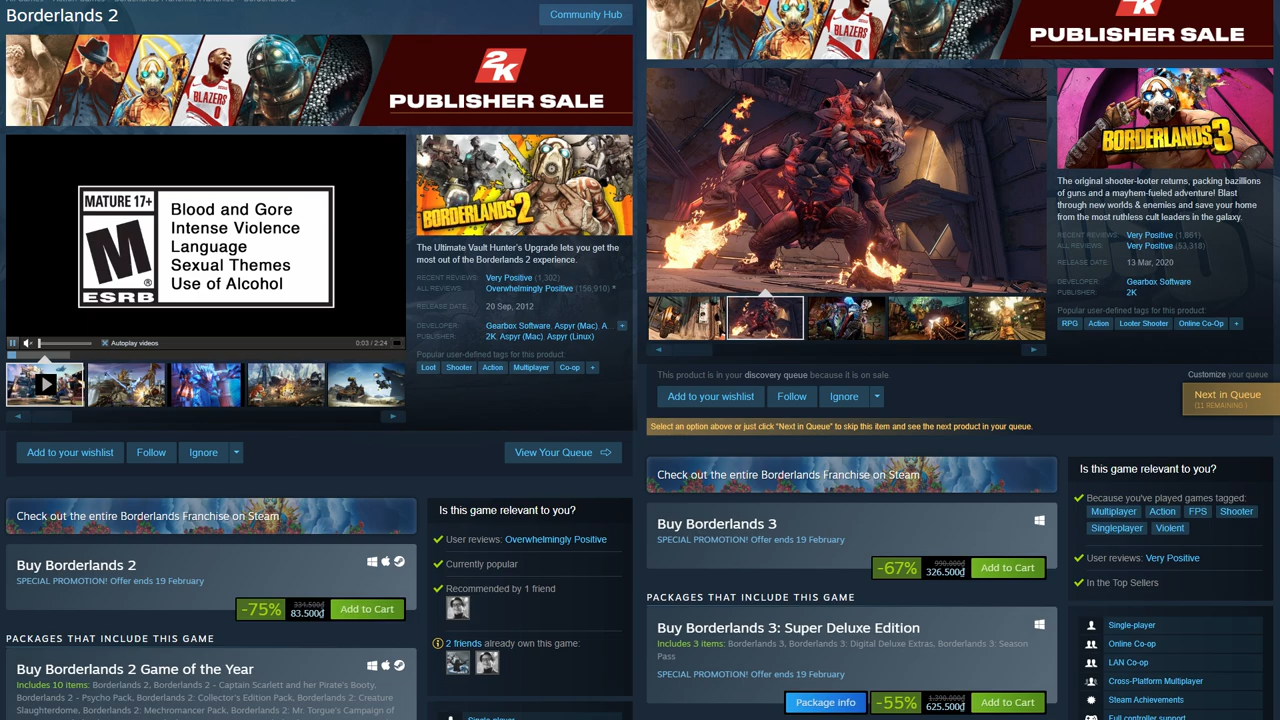 Borderlands 2
Community Hub
2K
PUBLISHER SALE
BLAZERS
0
MATURE 17+
M
ESRB
Blood and Gore
Intense Violence
Language
Sexual Themes
Use of Alcohol
Autoplay videos
0:03 / 2:24
BORDERLANDS 2
The Ultimate Vault Hunter's Upgrade lets you get the
most out of the Borderlands 2 experience.
RECENT REVIEWS: Very Positive (1,302)
ALL REVIEWS: Overwhelmingly Positive (156,910) *
RELEASE DATE: 20 Sep, 2012
DEVELOPER: Gearbox Software, Aspyr (Mac), A... +
PUBLISHER: 2K, Aspyr (Mac), Aspyr (Linux)
Popular user-defined tags for this product:
Loot Shooter Action Multiplayer Co-op +
Add to your wishlist Follow Ignore
View Your Queue
Check out the entire Borderlands Franchise on Steam
Buy Borderlands 2
SPECIAL PROMOTION! Offer ends 19 February
-75% 334.500₫ 83.500₫ Add to Cart
PACKAGES THAT INCLUDE THIS GAME
Buy Borderlands 2 Game of the Year
Includes 10 items: Borderlands 2, Borderlands 2 - Captain Scarlett and her Pirate's Booty,
Borderlands 2 - Psycho Pack, Borderlands 2: Collector's Edition Pack, Borderlands 2: Creature
Slaughterdome, Borderlands 2: Mechromancer Pack, Borderlands 2: Mr. Torgue's Campaign of
Is this game relevant to you?
User reviews: Overwhelmingly Positive
Currently popular
Recommended by 1 friend
2 friends already own this game:
Single-player
PUBLISHER SALE
BLAZERS
0
BORDERLANDS 3
The original shooter-looter returns, packing bazillions
of guns and a mayhem-fueled adventure! Blast
through new worlds & enemies and save your home
from the most ruthless cult leaders in the galaxy.
RECENT REVIEWS: Very Positive (1,861)
ALL REVIEWS: Very Positive (53,318)
RELEASE DATE: 13 Mar, 2020
DEVELOPER: Gearbox Software
PUBLISHER: 2K
Popular user-defined tags for this product:
RPG Action Looter Shooter Online Co-Op +
This product is in your discovery queue because it is on sale
Customize your queue
Add to your wishlist Follow Ignore
Next in Queue
(11 REMAINING )
Select an option above or just click "Next in Queue" to skip this item and see the next product in your queue.
Check out the entire Borderlands Franchise on Steam
Buy Borderlands 3
SPECIAL PROMOTION! Offer ends 19 February
-67% 990.000₫ 326.500₫ Add to Cart
PACKAGES THAT INCLUDE THIS GAME
Buy Borderlands 3: Super Deluxe Edition
Includes 3 items: Borderlands 3, Borderlands 3: Digital Deluxe Extras, Borderlands 3: Season
Pass
SPECIAL PROMOTION! Offer ends 19 February
Package info -55% 1.390.000₫ 625.500₫ Add to Cart
Is this game relevant to you?
Because you've played games tagged:
Multiplayer Action FPS Shooter
Singleplayer Violent
User reviews: Very Positive
In the Top Sellers
Single-player
Online Co-op
LAN Co-op
Cross-Platform Multiplayer
Steam Achievements
Full controller support